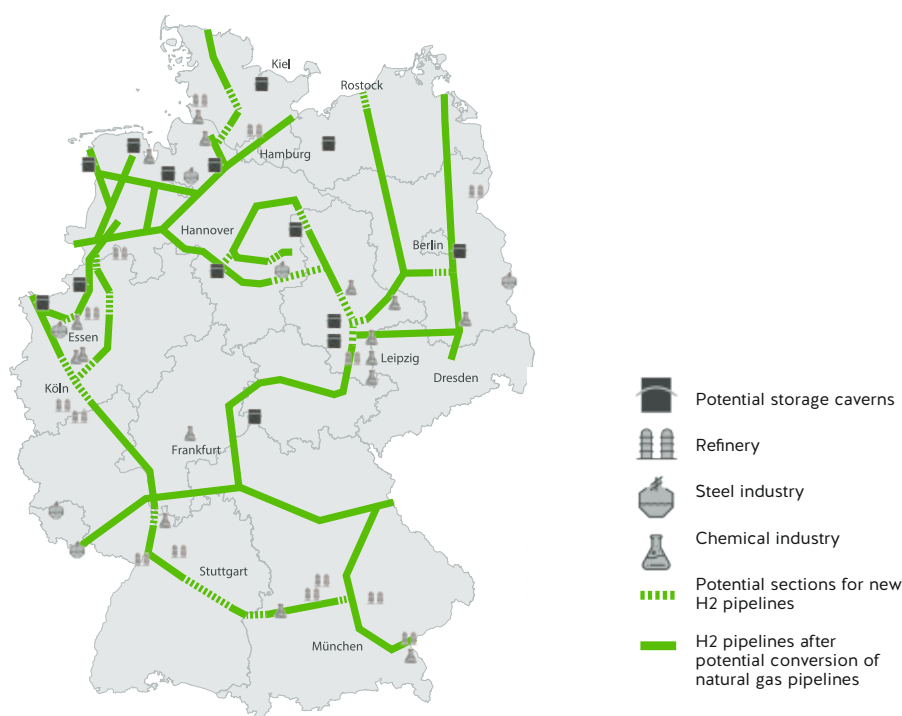 Kiel
Rostock
Hamburg
Hannover
Berlin
Essen
Leipzig
Köln
Dresden
Frankfurt
Stuttgart
München
Potential storage caverns
Refinery
Steel industry
Chemical industry
Potential sections for new
H2 pipelines
H2 pipelines after
potential conversion of
natural gas pipelines